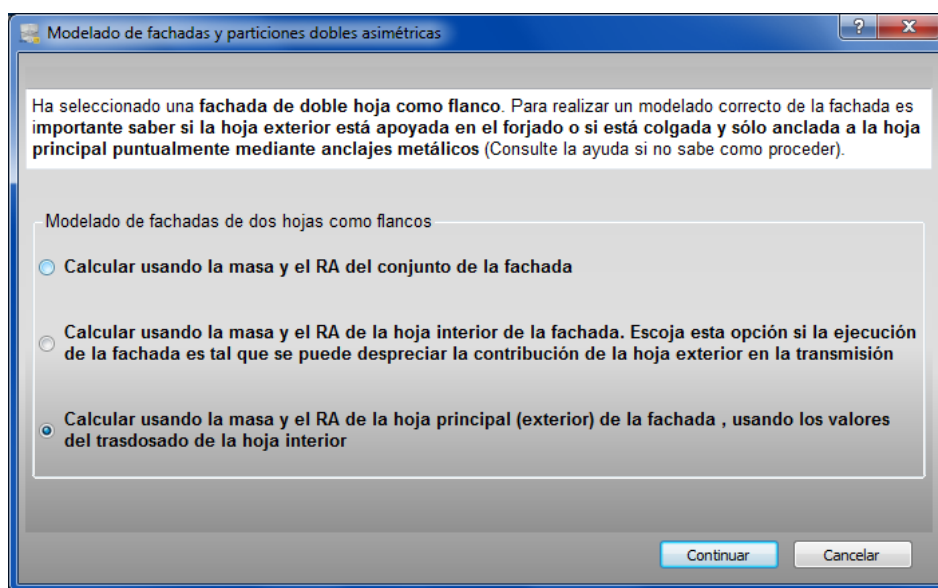 Modelado de fachadas y particiones dobles asimétricas
Ha seleccionado una fachada de doble hoja como flanco. Para realizar un modelado correcto de la fachada es
importante saber si la hoja exterior está apoyada en el forjado o si está colgada y sólo anclada a la hoja
principal puntualmente mediante anclajes metálicos (Consulte la ayuda si no sabe como proceder).
Modelado de fachadas de dos hojas como flancos
Calcular usando la masa y el RA del conjunto de la fachada
Calcular usando la masa y el RA de la hoja interior de la fachada. Escoja esta opción si la ejecución
de la fachada es tal que se puede despreciar la contribución de la hoja exterior en la transmisión
Calcular usando la masa y el RA de la hoja principal (exterior) de la fachada , usando los valores
del trasdosado de la hoja interior
Continuar
Cancelar